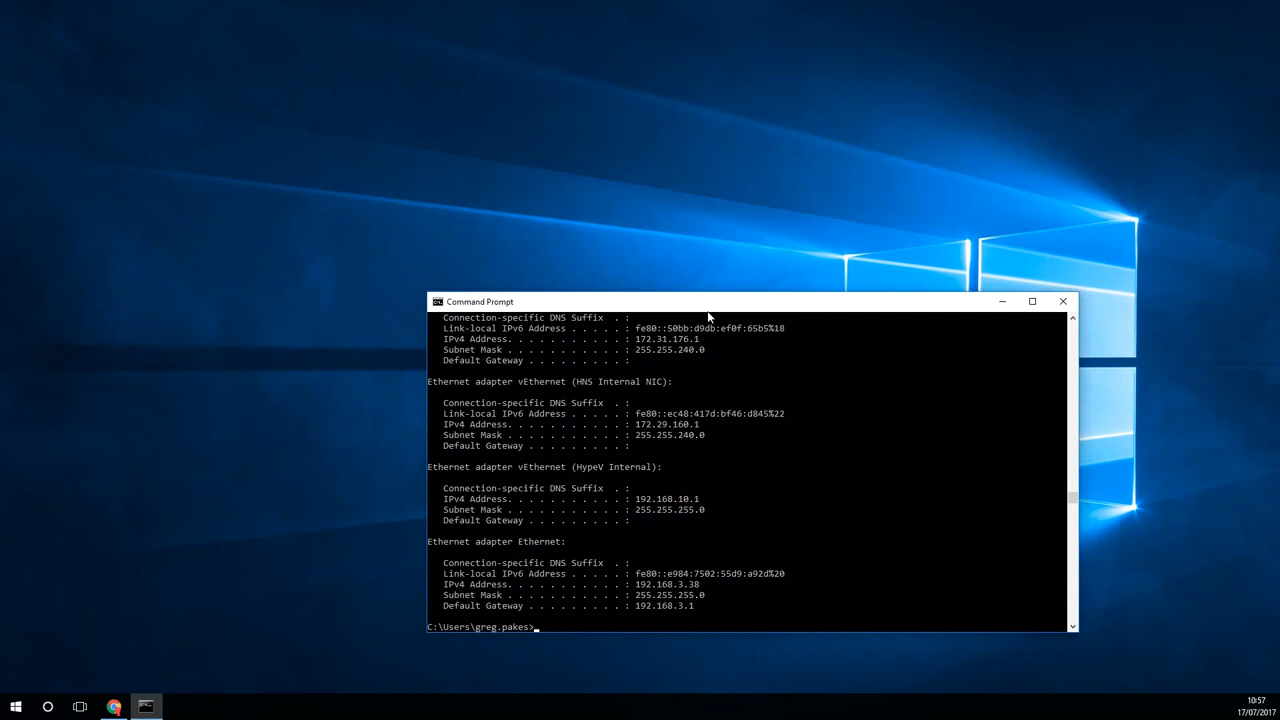 Command Prompt
Connection-specific DNS Suffix  . :
Link-local IPv6 Address . . . . . : fe80::50bb:d9db:ef0f:65b5%18
IPv4 Address. . . . . . . . . . . : 172.31.176.1
Subnet Mask . . . . . . . . . . . : 255.255.240.0
Default Gateway . . . . . . . . . :
Ethernet adapter vEthernet (HNS Internal NIC):
Connection-specific DNS Suffix  . :
Link-local IPv6 Address . . . . . : fe80::ec48:417d:bf46:d845%22
IPv4 Address. . . . . . . . . . . : 172.29.160.1
Subnet Mask . . . . . . . . . . . : 255.255.240.0
Default Gateway . . . . . . . . . :
Ethernet adapter vEthernet (HypeV Internal):
Connection-specific DNS Suffix  . :
IPv4 Address. . . . . . . . . . . : 192.168.10.1
Subnet Mask . . . . . . . . . . . : 255.255.255.0
Default Gateway . . . . . . . . . :
Ethernet adapter Ethernet:
Connection-specific DNS Suffix  . :
Link-local IPv6 Address . . . . . : fe80::e984:7502:55d9:a92d%20
IPv4 Address. . . . . . . . . . . : 192.168.3.38
Subnet Mask . . . . . . . . . . . : 255.255.255.0
Default Gateway . . . . . . . . . : 192.168.3.1
C:\Users\greg.pakes>
10:57
17/07/2017